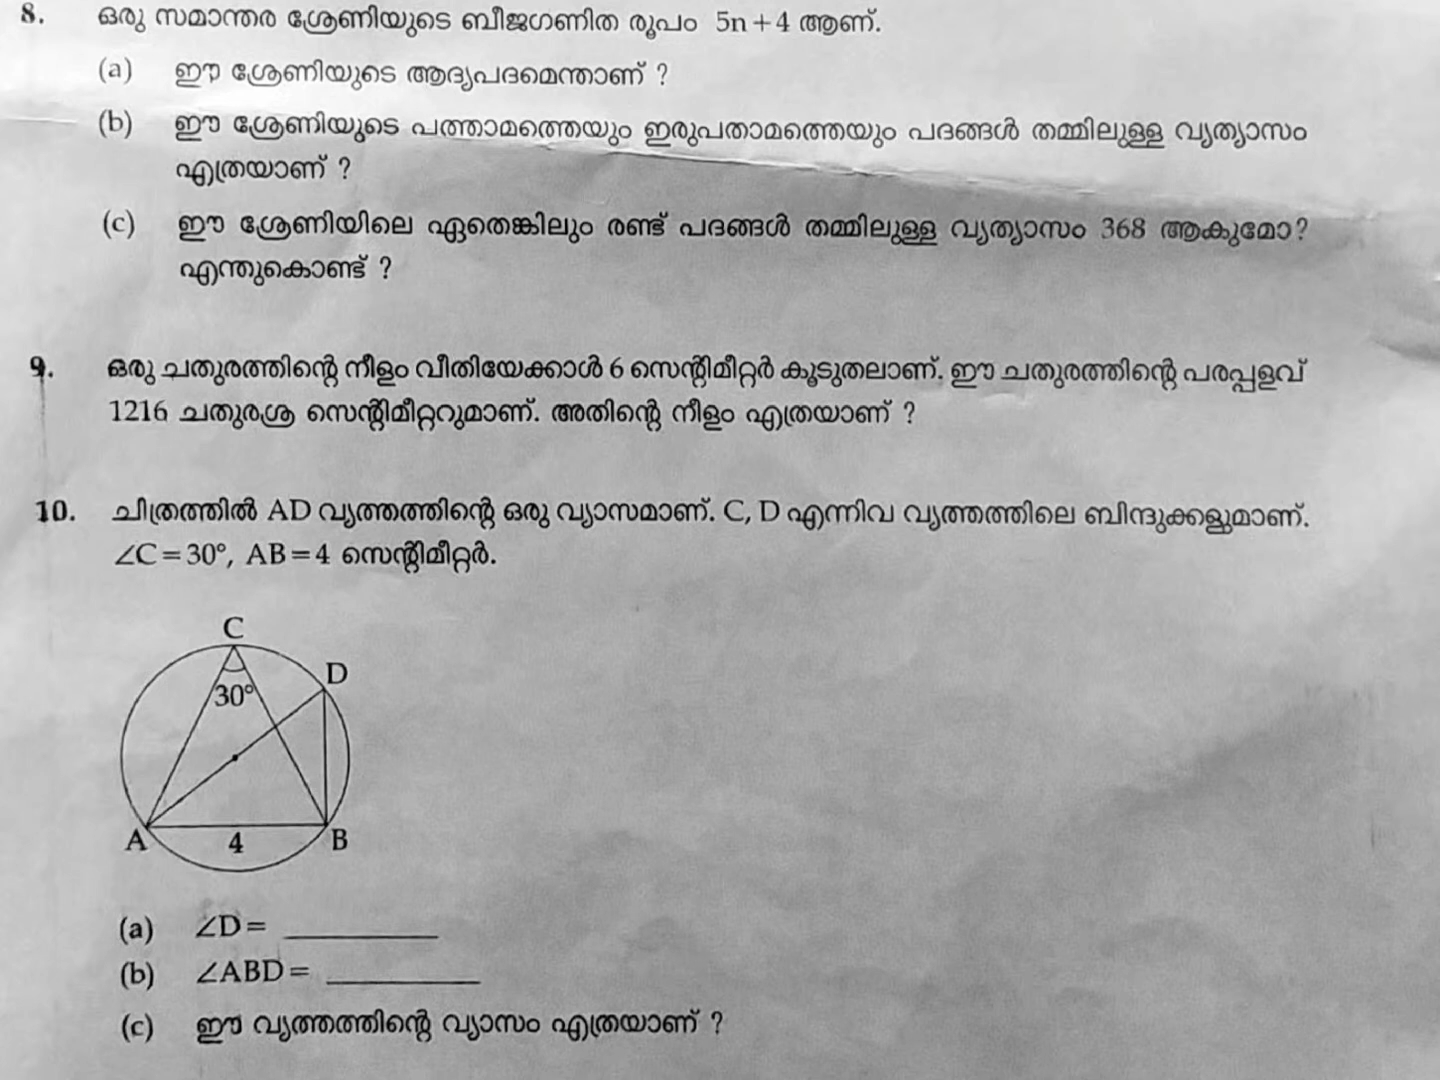 8. ഒരു സമാന്തര ശ്രേണിയുടെ ബീജഗണിത രൂപം 5n+4 ആണ്.
(a) ഈ ശ്രേണിയുടെ ആദ്യപദമെന്താണ് ?
(b) ഈ ശ്രേണിയുടെ പത്താമത്തെയും ഇരുപതാമത്തെയും പദങ്ങൾ തമ്മിലുള്ള വ്യത്യാസം
എത്രയാണ് ?
(c) ഈ ശ്രേണിയിലെ ഏതെങ്കിലും രണ്ട് പദങ്ങൾ തമ്മിലുള്ള വ്യത്യാസം 368 ആകുമോ?
എന്തുകൊണ്ട് ?
9. ഒരു ചതുരത്തിന്റെ നീളം വീതിയേക്കാൾ 6 സെന്റിമീറ്റർ കൂടുതലാണ്. ഈ ചതുരത്തിന്റെ പരപ്പളവ്
1216 ചതുരശ്ര സെന്റിമീറ്ററുമാണ്. അതിന്റെ നീളം എത്രയാണ് ?
10. ചിത്രത്തിൽ AD വൃത്തത്തിന്റെ ഒരു വ്യാസമാണ്. C, D എന്നിവ വൃത്തത്തിലെ ബിന്ദുക്കളുമാണ്.
∠C=30°, AB=4 സെന്റിമീറ്റർ.
C
D
30°
A
4
B
(a) ∠D= ________
(b) ∠ABD= ________
(c) ഈ വൃത്തത്തിന്റെ വ്യാസം എത്രയാണ് ?